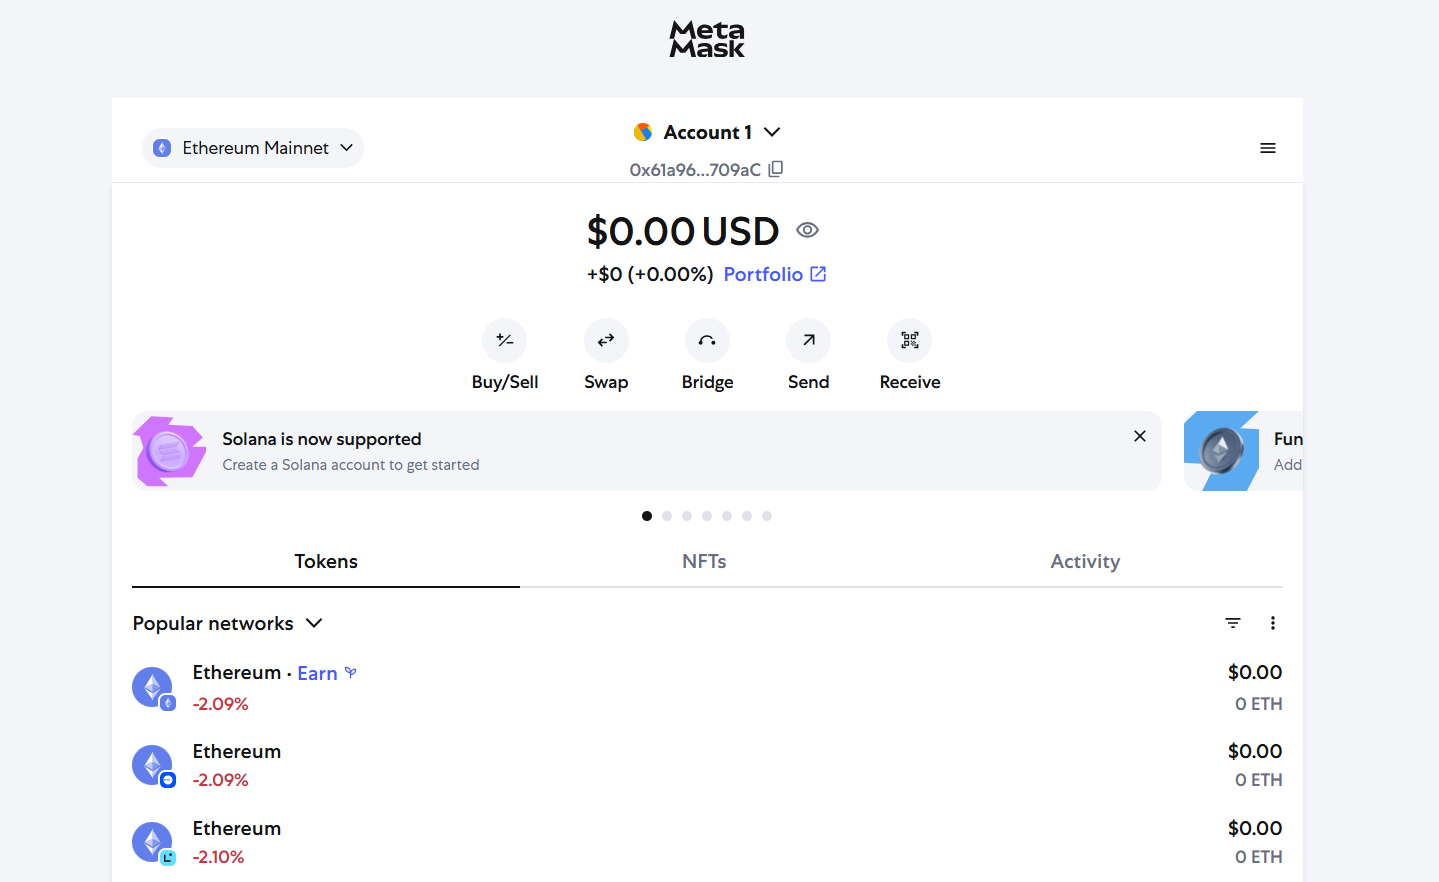 Meta
Mask
Ethereum Mainnet
Account 1
0x61a96...709aC
$0.00 USD
+$0 (+0.00%) Portfolio
Buy/Sell Swap Bridge Send Receive
Solana is now supported
Create a Solana account to get started
Fun
Add
Tokens NFTs Activity
Popular networks
Ethereum • Earn $0.00
-2.09% 0 ETH
Ethereum $0.00
-2.09% 0 ETH
Ethereum $0.00
-2.10% 0 ETH